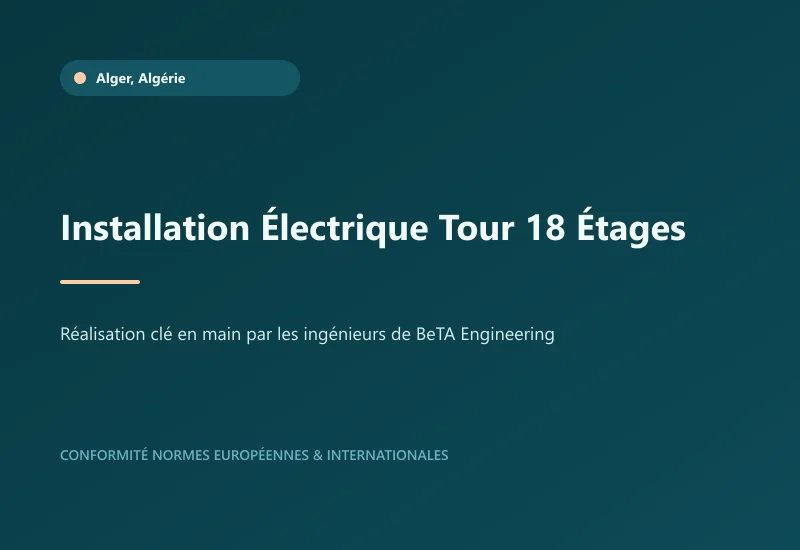 Alger, Algérie
Installation Électrique Tour 18 Étages
Réalisation clé en main par les ingénieurs de BeTA Engineering
CONFORMITÉ NORMES EUROPÉENNES & INTERNATIONALES